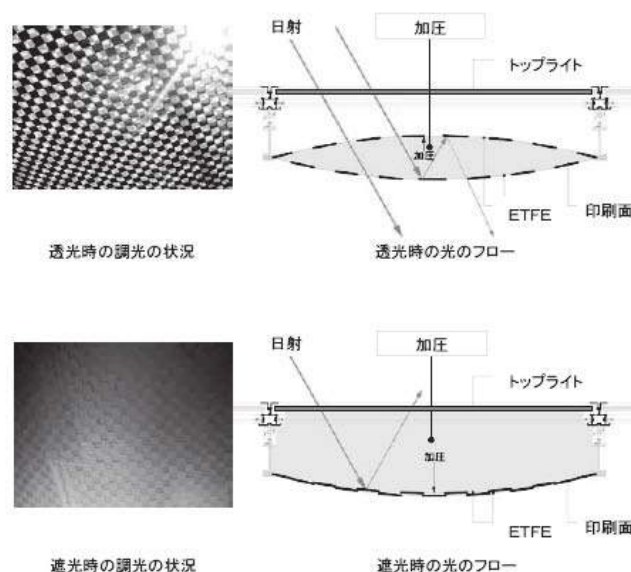 日射
加圧
トップライト
加圧
ETFE
印刷面
透光時の調光の状況
透光時の光のフロー
日射
加圧
トップライト
加圧
ETFE
印刷面
遮光時の調光の状況
遮光時の光のフロー